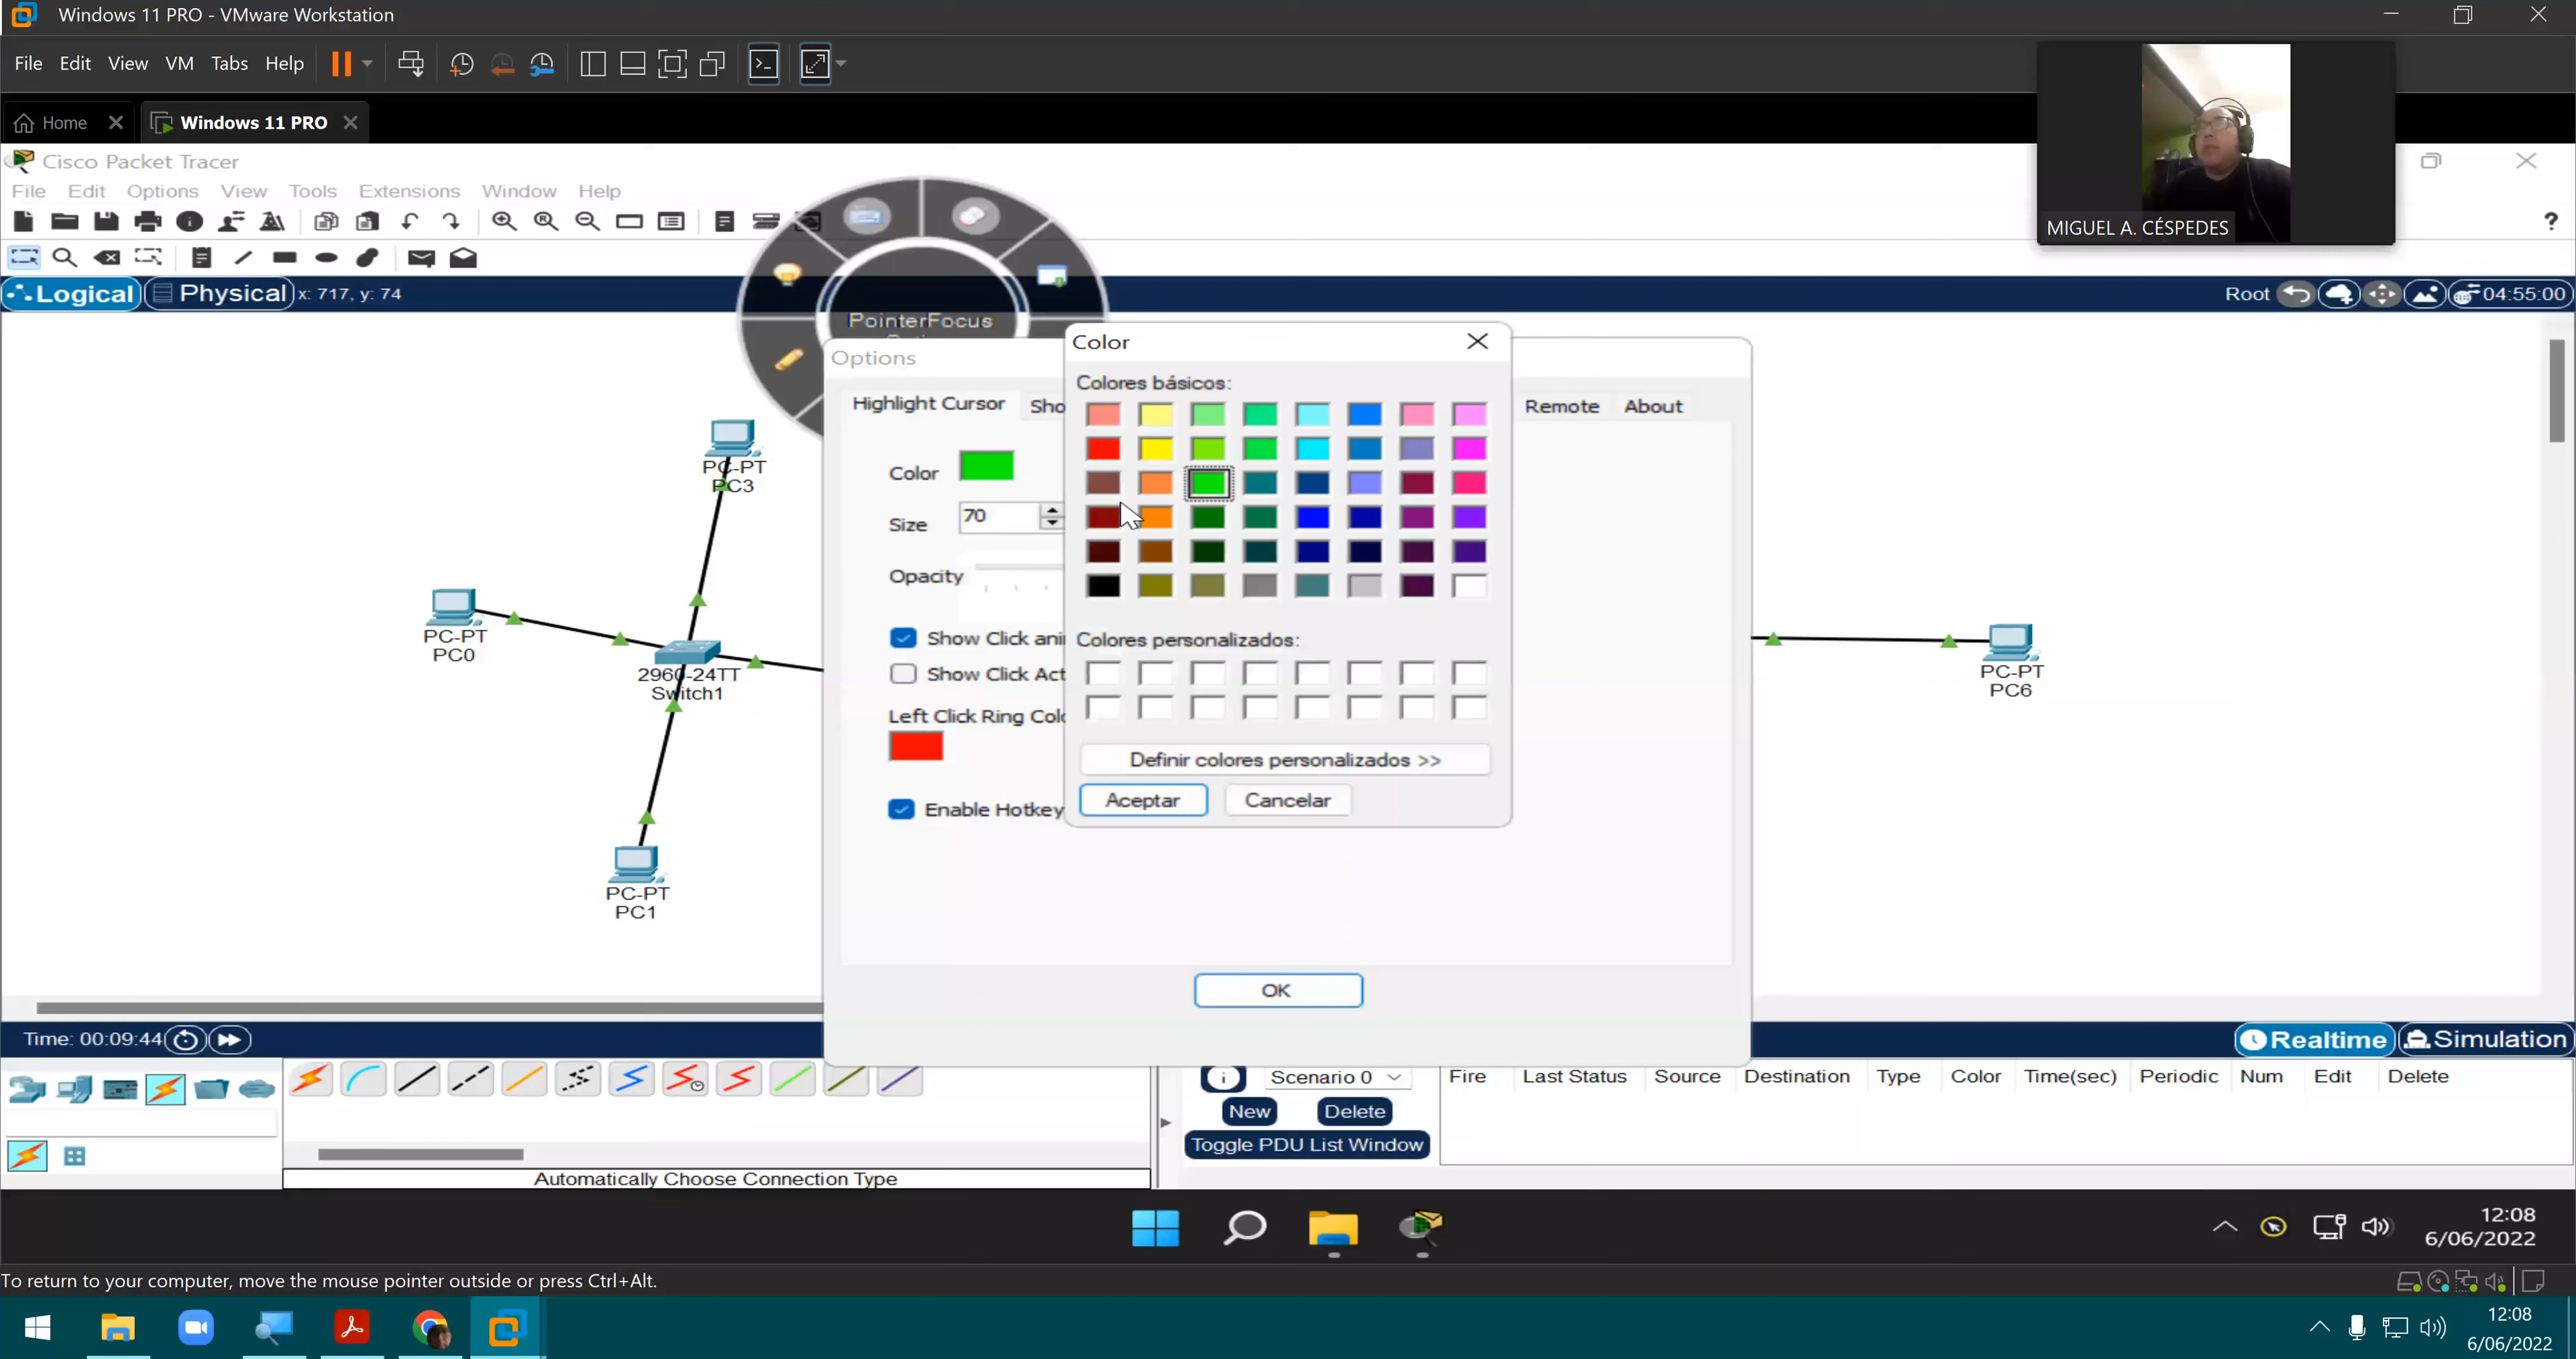 Windows 11 PRO - VMware Workstation
File Edit View VM Tabs Help
Home Windows 11 PRO
Cisco Packet Tracer
File Edit Options View Tools Extensions Window Help
MIGUEL A. CÉSPEDES
Logical Physical x: 717, y: 74
Root 04:55:00
PointerFocus
Options
Color
Highlight Cursor Sho
Remote About
Colores básicos:
Color
Size 70
Opacity
Show Click ani
Show Click Act
Left Click Ring Colo
Enable Hotkey
Colores personalizados:
Definir colores personalizados >>
Aceptar Cancelar
OK
PC-PT
PC3
PC-PT
PC0
2960-24TT
Switch1
PC-PT
PC1
PC-PT
PC6
Time: 00:09:44
Realtime Simulation
Scenario 0
New Delete
Toggle PDU List Window
Fire Last Status Source Destination Type Color Time(sec) Periodic Num Edit Delete
Automatically Choose Connection Type
12:08
6/06/2022
To return to your computer, move the mouse pointer outside or press Ctrl+Alt.
12:08
6/06/2022